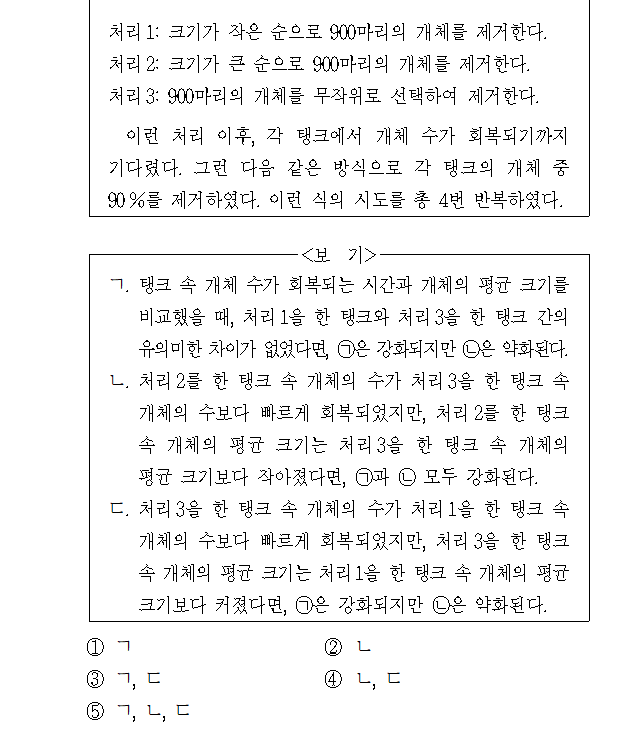 처리 1: 크기가 작은 순으로 900마리의 개체를 제거한다.
처리 2: 크기가 큰 순으로 900마리의 개체를 제거한다.
처리 3: 900마리의 개체를 무작위로 선택하여 제거한다.
이런 처리 이후, 각 탱크에서 개체 수가 회복되기까지
기다렸다. 그런 다음 같은 방식으로 각 탱크의 개체 중
90%를 제거하였다. 이런 식의 시도를 총 4번 반복하였다.
<보 기>
ㄱ. 탱크 속 개체 수가 회복되는 시간과 개체의 평균 크기를
비교했을 때, 처리 1을 한 탱크와 처리 3을 한 탱크 간의
유의미한 차이가 없었다면, ㉠은 강화되지만 ㉡은 약화된다.
ㄴ. 처리 2를 한 탱크 속 개체의 수가 처리 3을 한 탱크 속
개체의 수보다 빠르게 회복되었지만, 처리 2를 한 탱크
속 개체의 평균 크기는 처리 3을 한 탱크 속 개체의
평균 크기보다 작아졌다면, ㉠과 ㉡ 모두 강화된다.
ㄷ. 처리 3을 한 탱크 속 개체의 수가 처리 1을 한 탱크 속
개체의 수보다 빠르게 회복되었지만, 처리 3을 한 탱크
속 개체의 평균 크기는 처리 1을 한 탱크 속 개체의 평균
크기보다 커졌다면, ㉠은 강화되지만 ㉡은 약화된다.
① ㄱ ② ㄴ
③ ㄱ, ㄷ ④ ㄴ, ㄷ
⑤ ㄱ, ㄴ, ㄷ